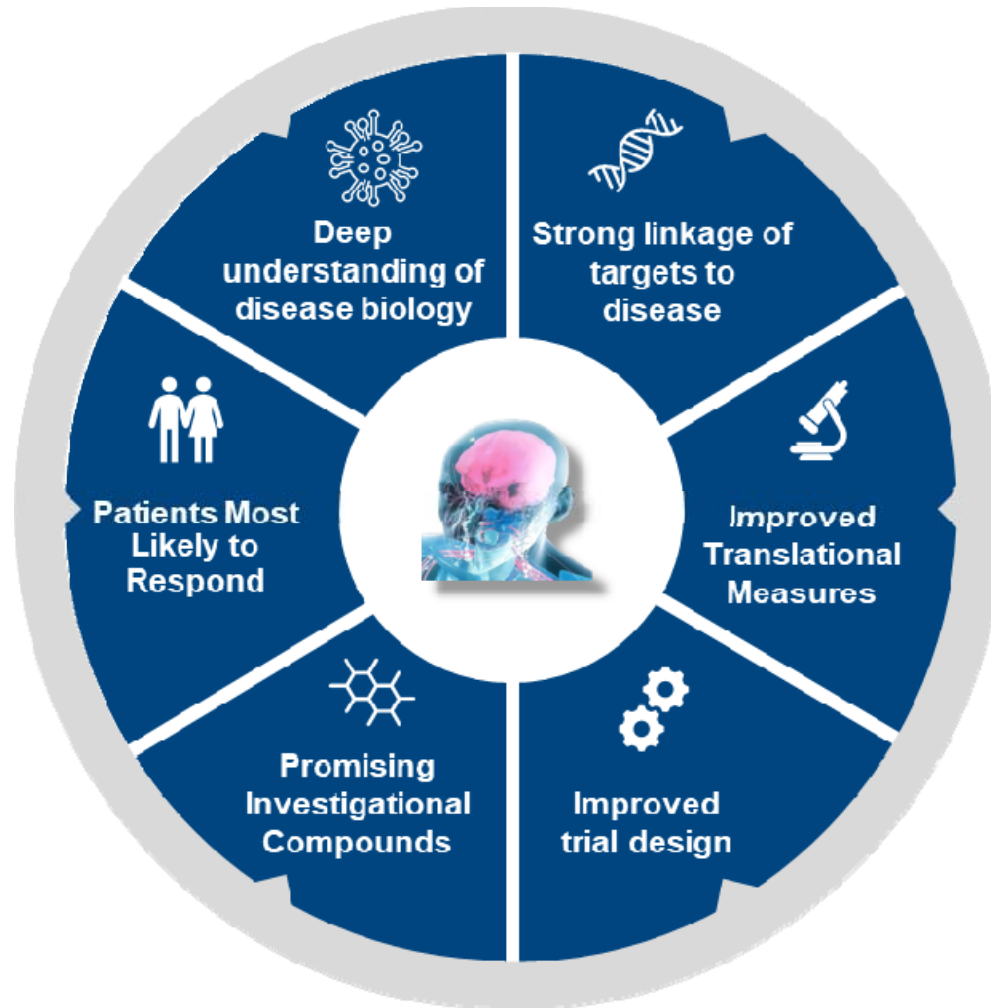 Deep
understanding of
disease biology
Strong linkage of
targets to
disease
Improved
Translational
Measures
Improved
trial design
Promising
Investigational
Compounds
Patients Most
Likely to
Respond